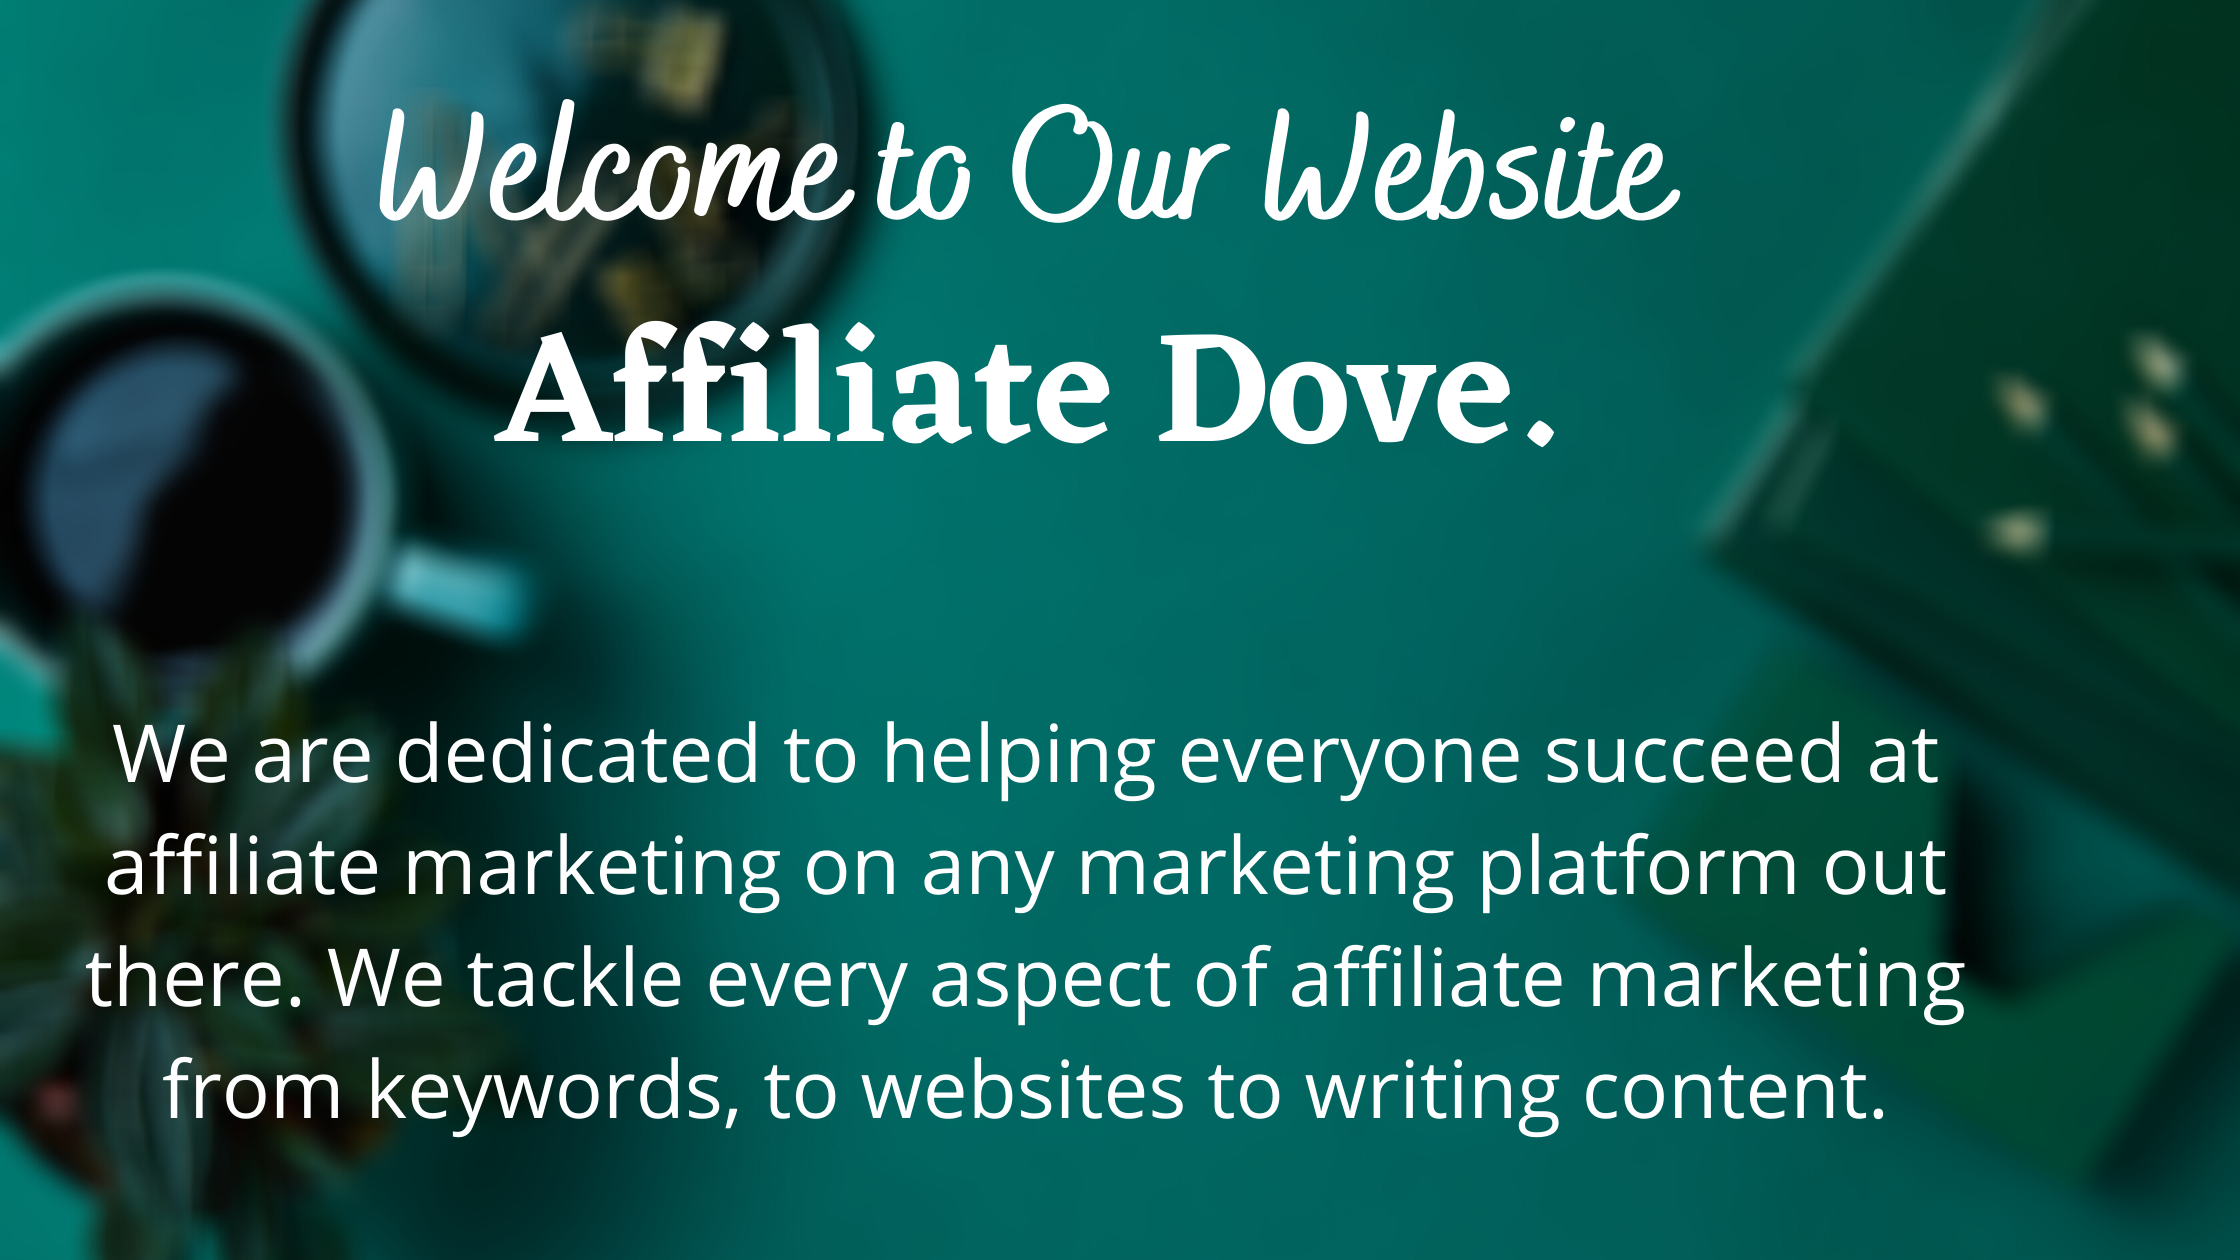 Welcome to Our Website
Affiliate Dove.
We are dedicated to helping everyone succeed at
affiliate marketing on any marketing platform out
there. We tackle every aspect of affiliate marketing
from keywords, to websites to writing content.